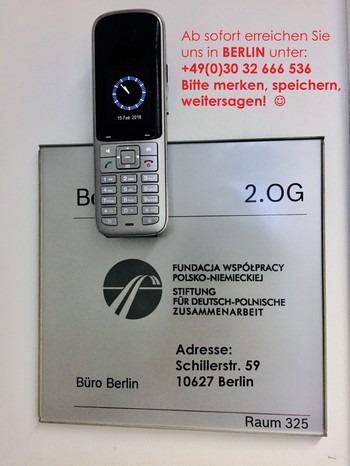 Ab sofort erreichen Sie
uns in BERLIN unter:
+49(0)30 32 666 536
Bitte merken, speichern,
weitersagen! ☺
15 Feb 2018
2.OG
FUNDACJA WSPÓŁPRACY
POLSKO-NIEMIECKIEJ
STIFTUNG
FÜR DEUTSCH-POLNISCHE
ZUSAMMENARBEIT
Adresse:
Schillerstr. 59
10627 Berlin
Büro Berlin
Raum 325